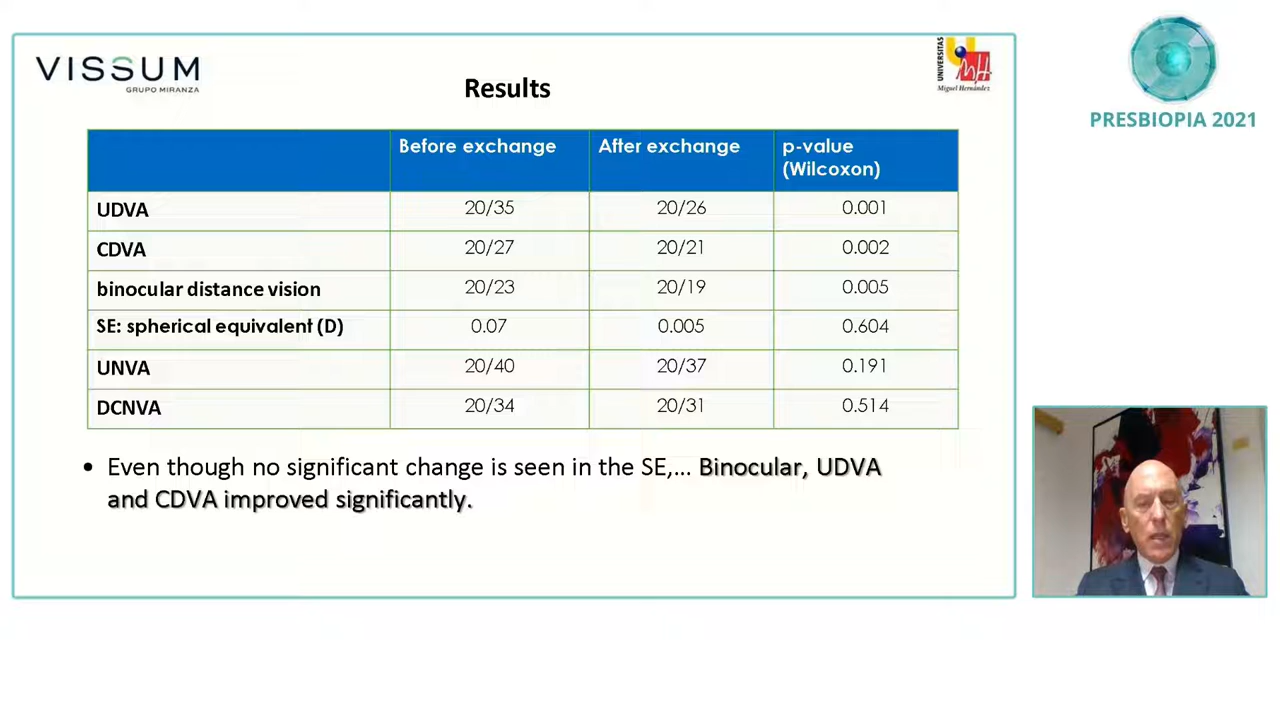 VISSUM
GRUPO MIRANZA
UNIVERSITAS
Miguel Hernández
PRESBIOPIA 2021
Results
Before exchange After exchange p-value (Wilcoxon)
UDVA 20/35 20/26 0.001
CDVA 20/27 20/21 0.002
binocular distance vision 20/23 20/19 0.005
SE: spherical equivalent (D) 0.07 0.005 0.604
UNVA 20/40 20/37 0.191
DCNVA 20/34 20/31 0.514
• Even though no significant change is seen in the SE,... Binocular, UDVA
and CDVA improved significantly.